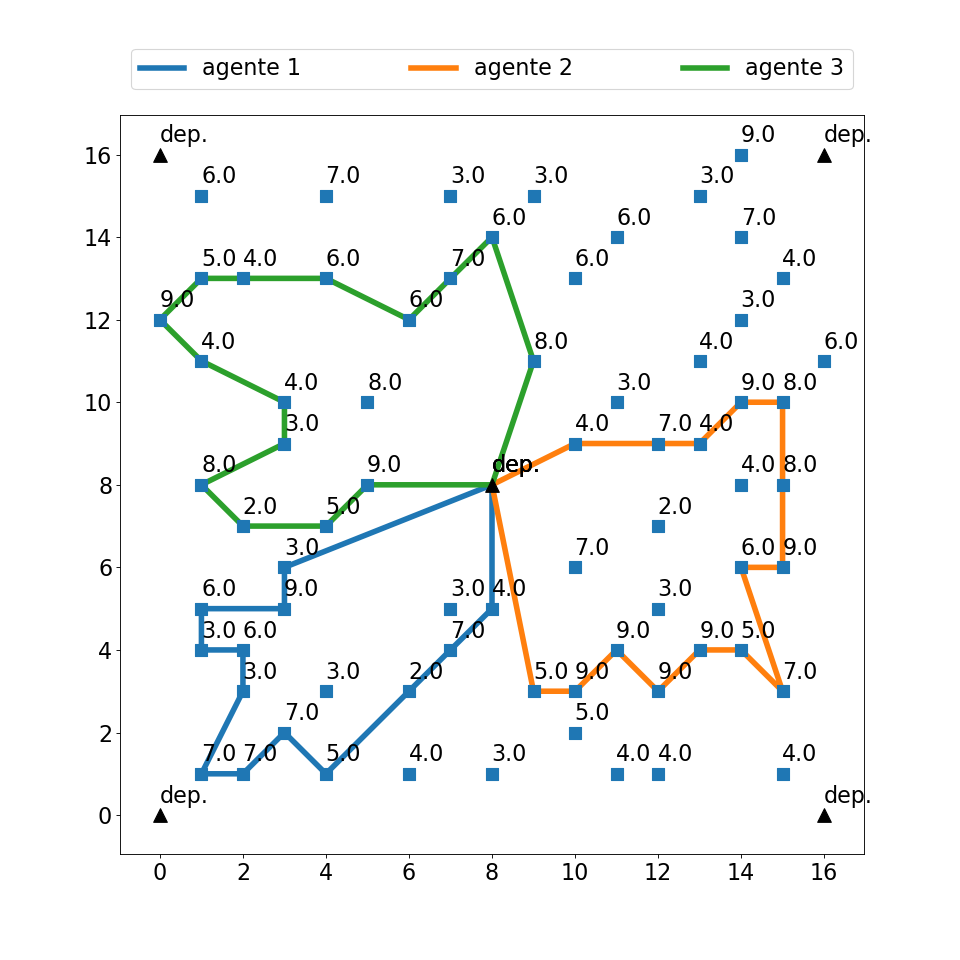 agente 1 agente 2 agente 3
dep. 9.0 dep.
16
6.0 7.0 3.0 3.0 3.0
14 6.0 6.0 7.0
5.0 4.0 6.0 7.0 6.0 4.0
12 9.0 6.0 3.0
4.0 8.0 4.0 6.0
10 4.0 8.0 3.0 9.0 8.0
3.0 4.0 7.0 4.0
8 8.0 9.0 dep. 4.0 8.0
2.0 5.0 2.0
6 3.0 7.0 6.0 9.0
6.0 9.0 3.0 4.0 3.0
4 3.0 6.0 7.0 9.0 9.0 5.0
3.0 3.0 2.0 5.0 9.0 9.0 7.0
2 7.0 5.0
7.0 7.0 5.0 4.0 3.0 4.0 4.0 4.0
0 dep. dep.
0 2 4 6 8 10 12 14 16